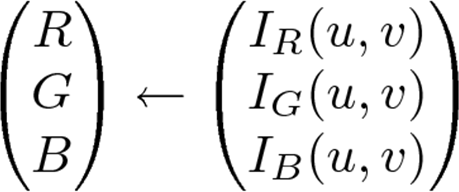 (R) ← (I_R(u, v))
(G) (I_G(u, v))
(B) (I_B(u, v))